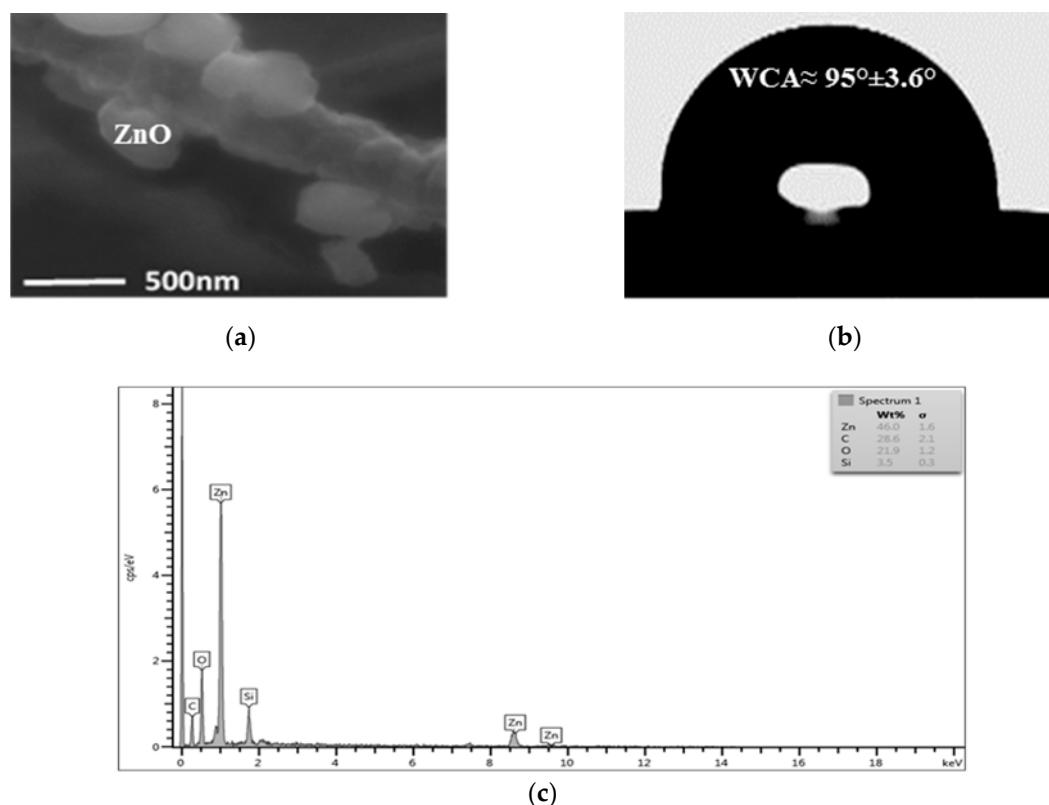 ZnO
500nm
WCA≈ 95°±3.6°
(a)
(b)
Spectrum 1
Wt% σ
Zn 46.0 1.6
C 28.6 2.1
O 21.9 1.2
Si 3.5 0.3
8
6
4
2
0
cps/eV
Zn
O
C
Si
Zn
Zn
0 2 4 6 8 10 12 14 16 18 keV
(c)